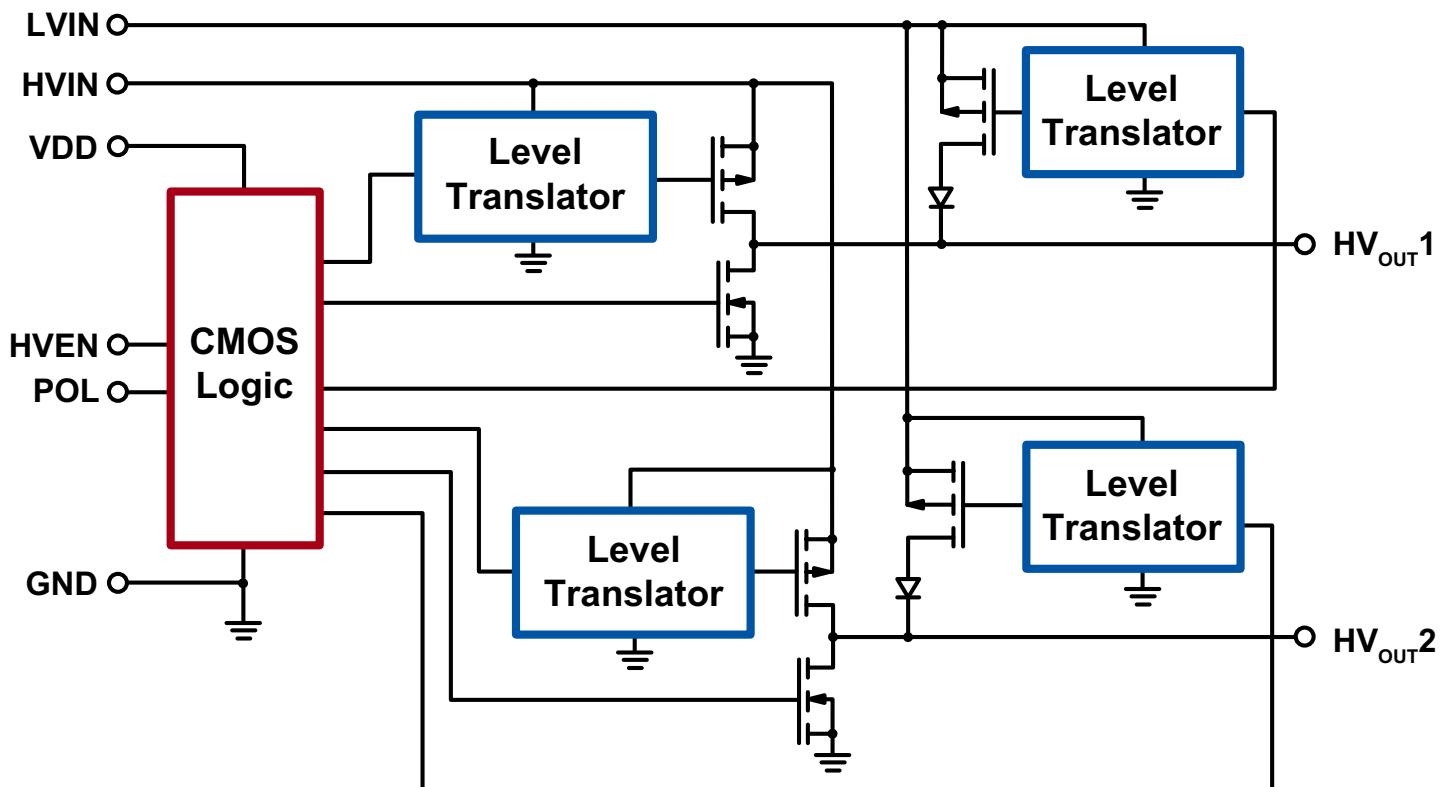 LVIN
HVIN
VDD
Level
Translator
Level
Translator
HVOUT1
HVEN
POL
CMOS
Logic
Level
Translator
Level
Translator
GND
HVOUT2